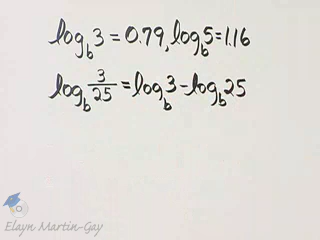 log_b 3 = 0.79, log_b 5 = 1.16
log_b 3/25 = log_b 3 - log_b 25
Elayn Martin-Gay